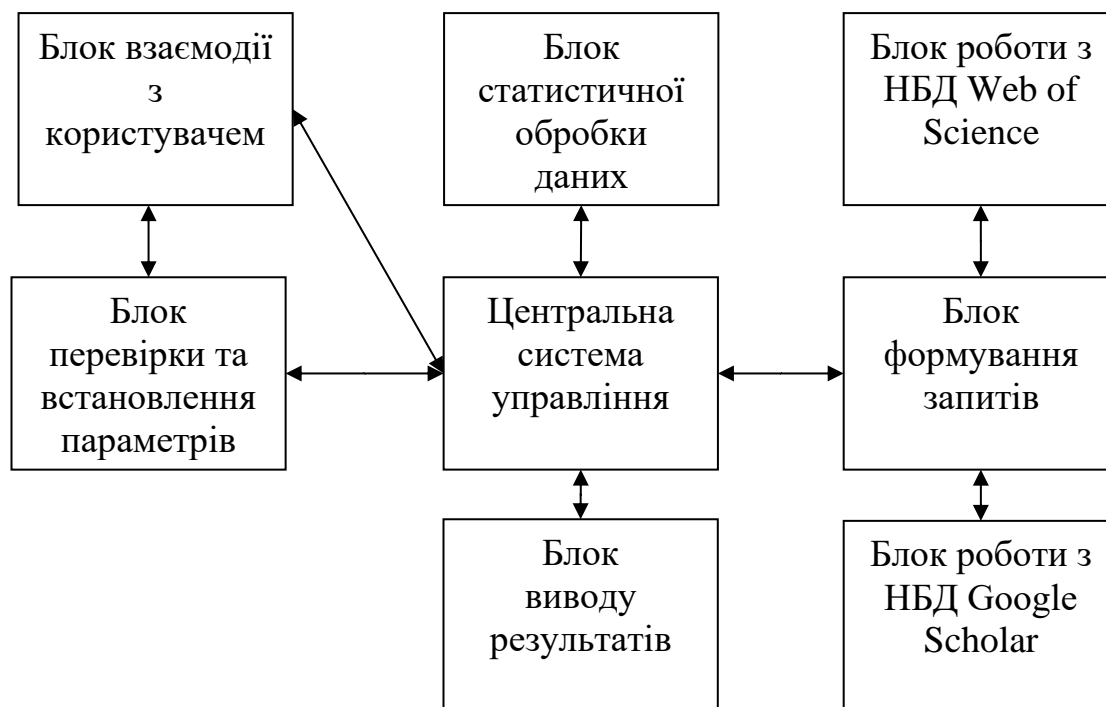 Блок взаємодії
з
користувачем
Блок
статистичної
обробки
даних
Блок роботи з
НБД Web of
Science
Блок
перевірки та
встановлення
параметрів
Центральна
система
управління
Блок
формування
запитів
Блок
виводу
результатів
Блок роботи з
НБД Google
Scholar